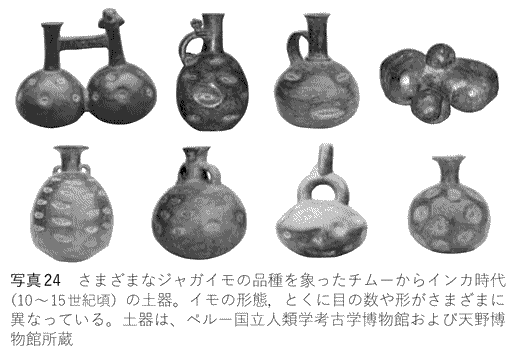 写真24 さまざまなジャガイモの品種を象ったチムーからインカ時代
(10〜15世紀頃) の土器。イモの形態，とくに目の数や形がさまざまに
異なっている。土器は、ペルー国立人類学考古学博物館および天野博
物館所蔵